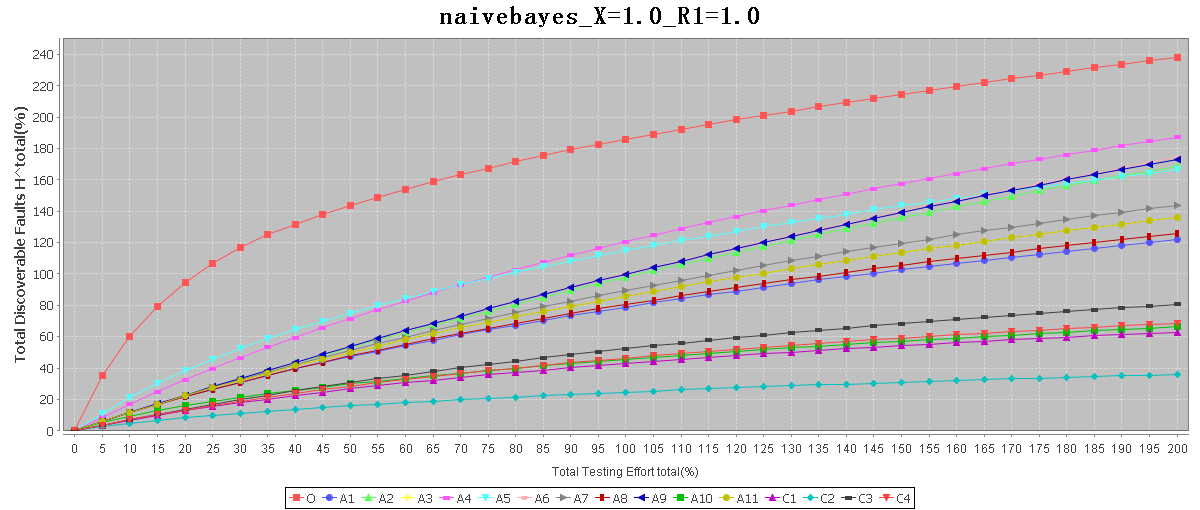 naivebayes_X=1.0_R1=1.0
Total Discoverable Faults H^total(%)
240
220
200
180
160
140
120
100
80
60
40
20
0
0 5 10 15 20 25 30 35 40 45 50 55 60 65 70 75 80 85 90 95 100 105 110 115 120 125 130 135 140 145 150 155 160 165 170 175 180 185 190 195 200
Total Testing Effort total(%)
O A1 A2 A3 A4 A5 A6 A7 A8 A9 A10 A11 C1 C2 C3 C4